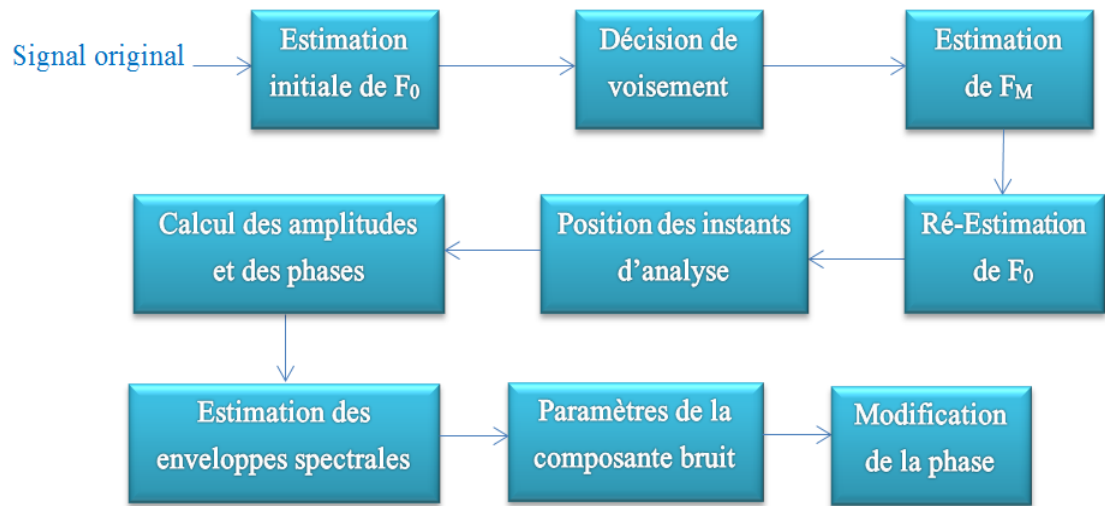 Signal original
Estimation
initiale de F₀
Décision de
voisement
Estimation
de F_M
Ré-Estimation
de F₀
Position des instants
d’analyse
Calcul des amplitudes
et des phases
Estimation des
enveloppes spectrales
Paramètres de la
composante bruit
Modification
de la phase